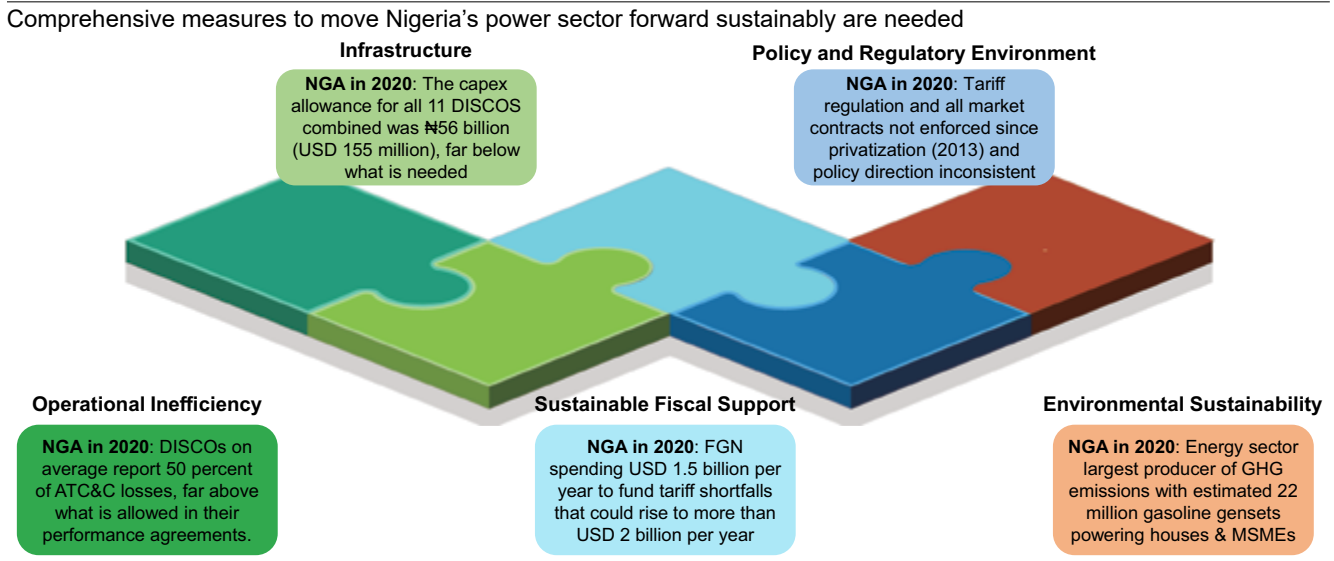 Comprehensive measures to move Nigeria’s power sector forward sustainably are needed
Infrastructure
NGA in 2020: The capex
allowance for all 11 DISCOS
combined was ₦56 billion
(USD 155 million), far below
what is needed
Policy and Regulatory Environment
NGA in 2020: Tariff
regulation and all market
contracts not enforced since
privatization (2013) and
policy direction inconsistent
Operational Inefficiency
NGA in 2020: DISCOs on
average report 50 percent
of ATC&C losses, far above
what is allowed in their
performance agreements.
Sustainable Fiscal Support
NGA in 2020: FGN
spending USD 1.5 billion per
year to fund tariff shortfalls
that could rise to more than
USD 2 billion per year
Environmental Sustainability
NGA in 2020: Energy sector
largest producer of GHG
emissions with estimated 22
million gasoline gensets
powering houses & MSMEs